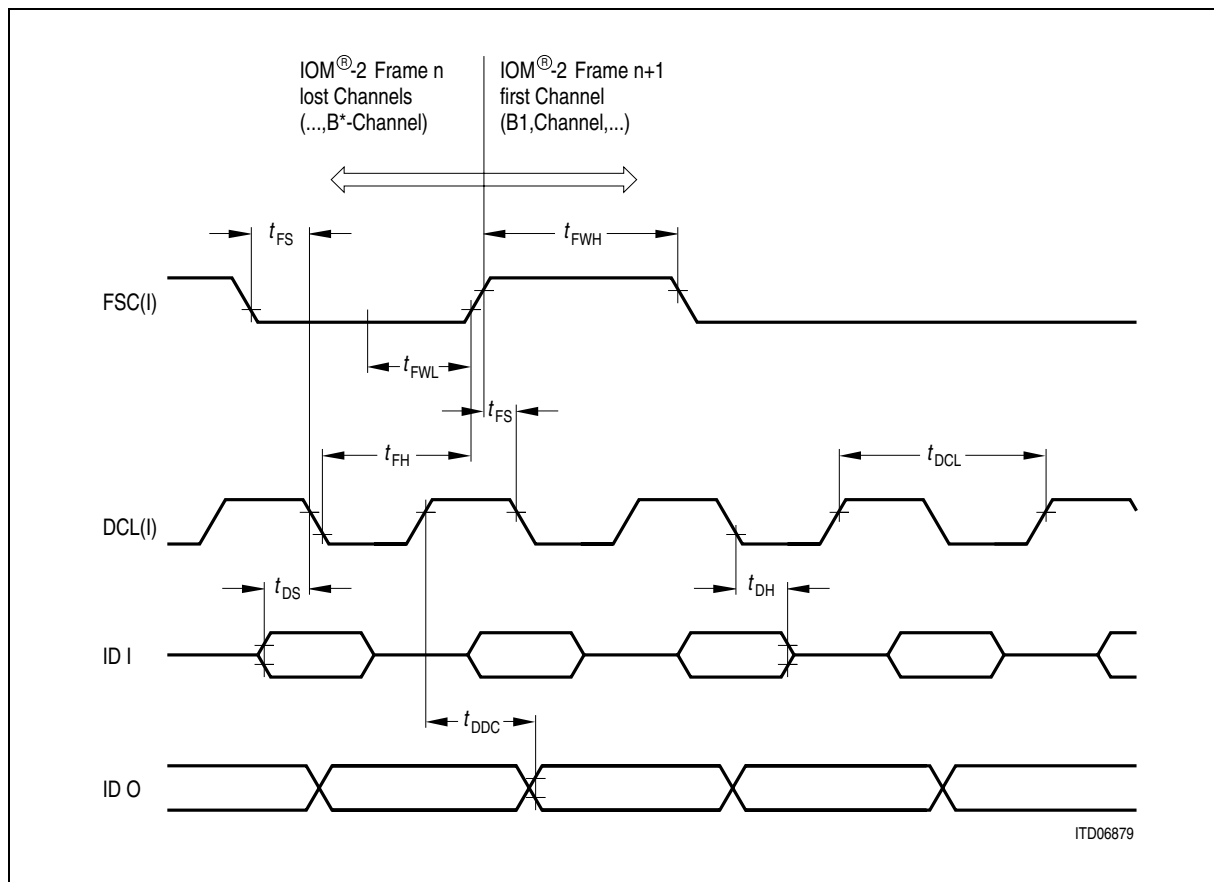 IOM®-2 Frame n
lost Channels
(...,B*-Channel)
IOM®-2 Frame n+1
first Channel
(B1,Channel,...)
tFS
tFWH
FSC(I)
tFWL
tFS
tFH
tDCL
DCL(I)
tDS
tDH
ID I
tDDC
ID O
ITD06879